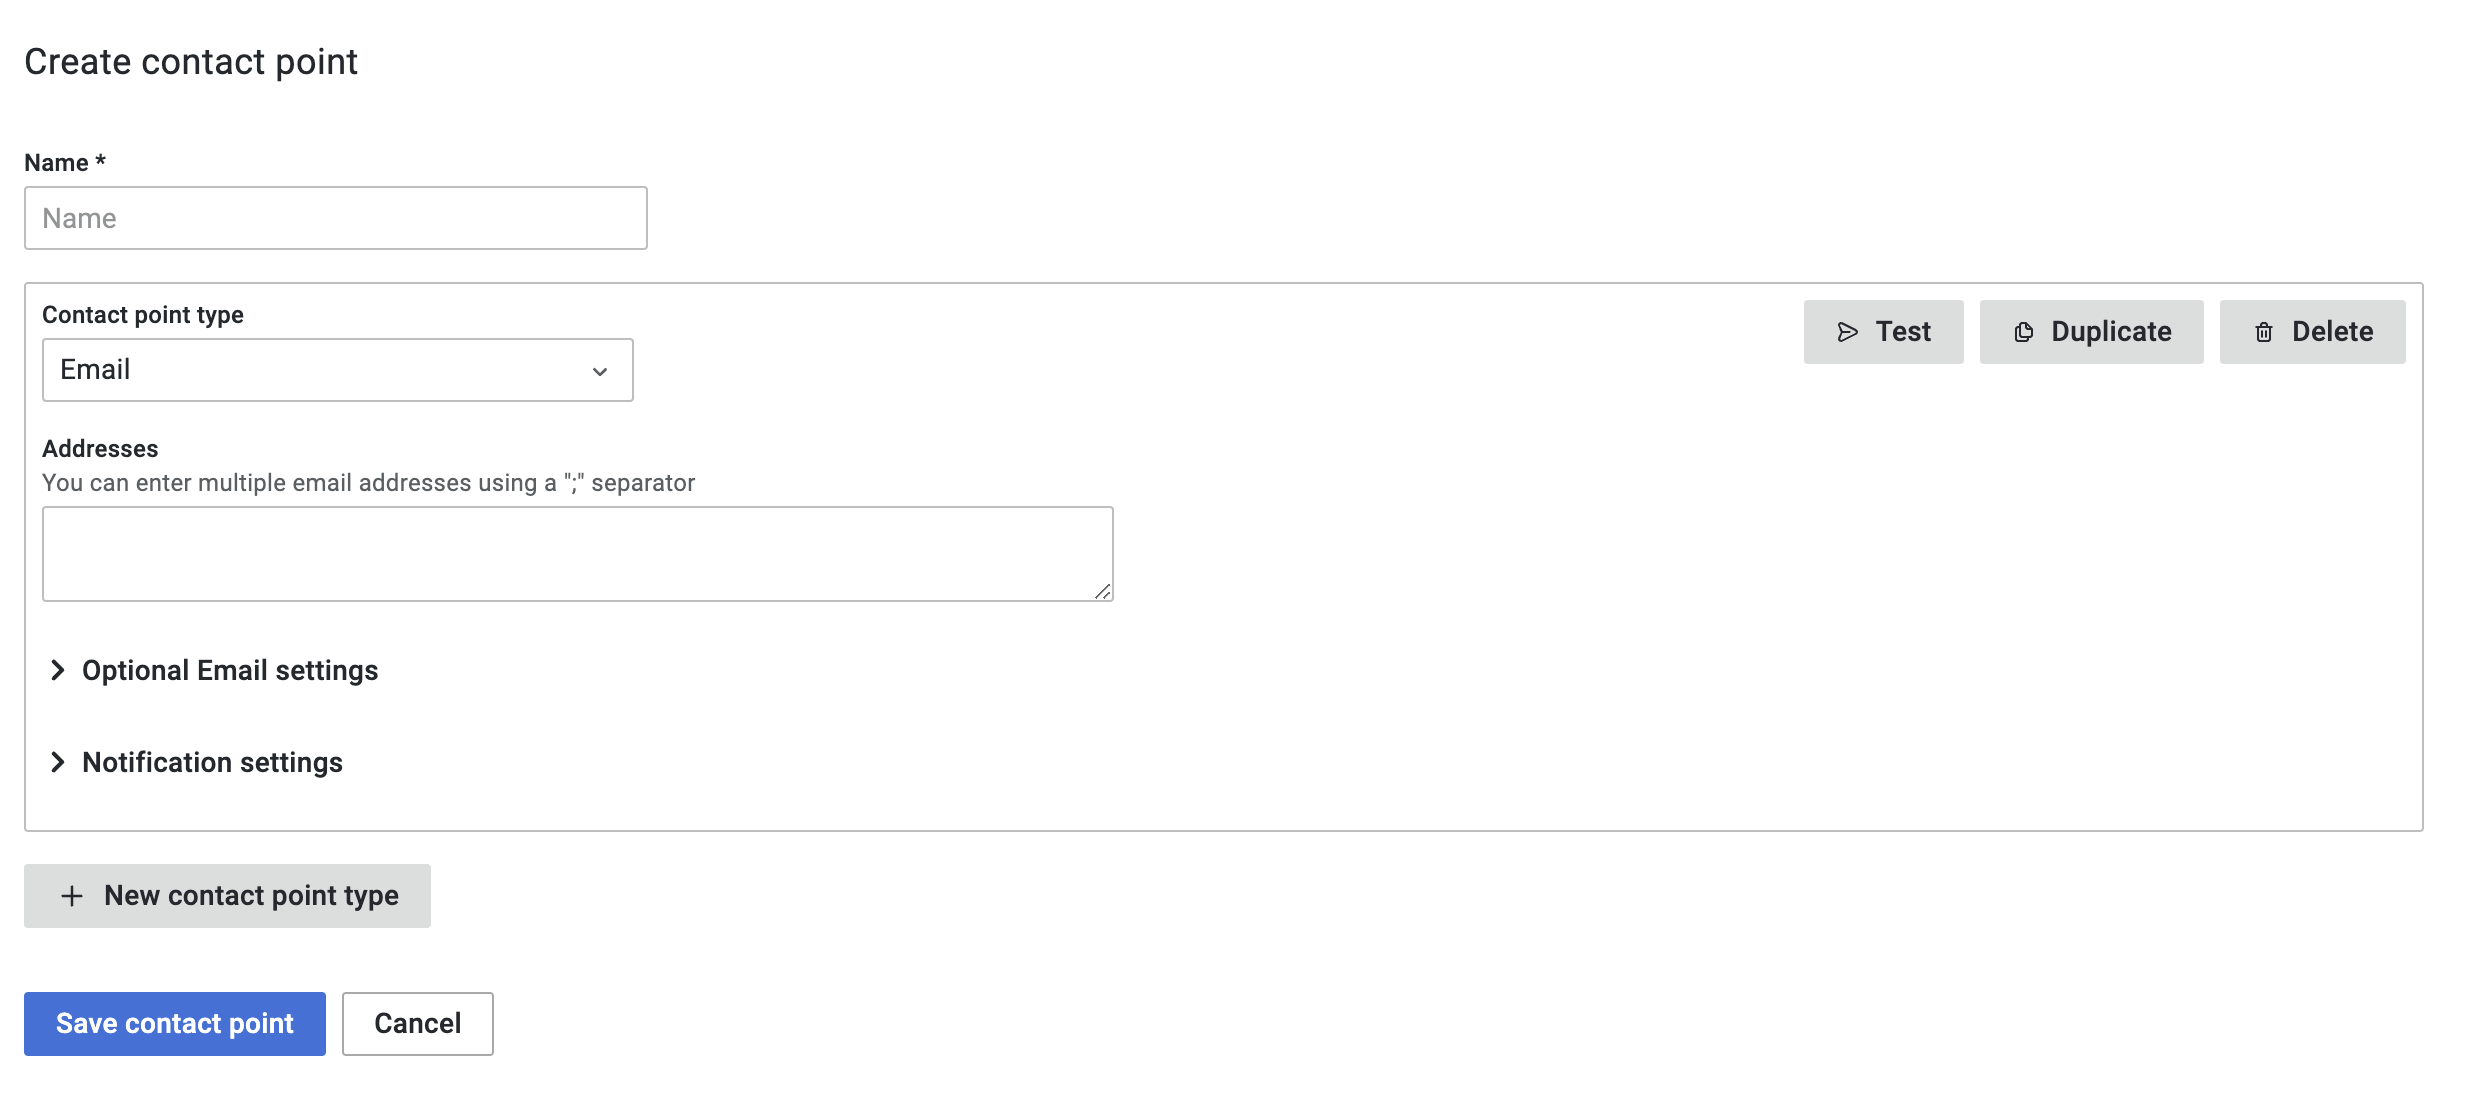 Create contact point
Name *
Name
Contact point type
Email
Test
Duplicate
Delete
Addresses
You can enter multiple email addresses using a ";" separator
Optional Email settings
Notification settings
New contact point type
Save contact point
Cancel